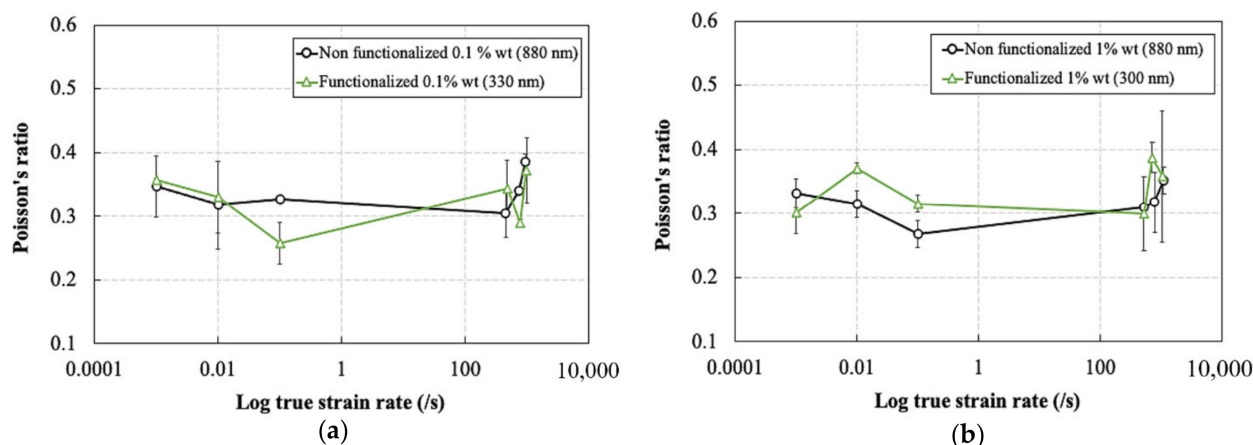 0.6
0.5
0.4
0.3
0.2
0.1
Poisson's ratio
Non functionalized 0.1 % wt (880 nm)
Functionalized 0.1% wt (330 nm)
0.0001 0.01 1 100 10,000
Log true strain rate (/s)
(a)
0.6
0.5
0.4
0.3
0.2
0.1
Poisson's ratio
Non functionalized 1% wt (880 nm)
Functionalized 1% wt (300 nm)
0.0001 0.01 1 100 10,000
Log true strain rate (/s)
(b)